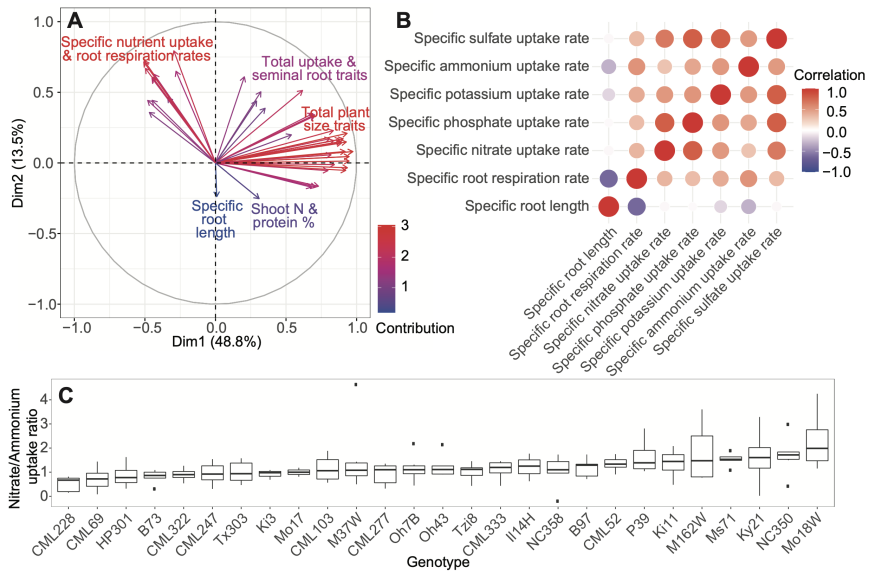 A
1.0
0.5
0.0
−0.5
−1.0
Dim2 (13.5%)
Specific nutrient uptake
& root respiration rates
Total uptake &
seminal root traits
Total plant
size traits
Specific
root
length
Shoot N &
protein %
3
2
1
Contribution
−1.0
−0.5
0.0
0.5
1.0
Dim1 (48.8%)
B
Specific sulfate uptake rate
Specific ammonium uptake rate
Specific potassium uptake rate
Specific phosphate uptake rate
Specific nitrate uptake rate
Specific root respiration rate
Specific root length
Specific root length
Specific root respiration rate
Specific nitrate uptake rate
Specific phosphate uptake rate
Specific potassium uptake rate
Specific ammonium uptake rate
Specific sulfate uptake rate
Correlation
1.0
0.5
0.0
−0.5
−1.0
C
Nitrate/Ammonium
uptake ratio
4
3
2
1
0
CML228
CML69
HP301
B73
CML322
CML247
Tx303
Ki3
Mo17
CML103
M37W
CML277
Oh7B
Oh43
Tzi8
CML333
Il14H
NC358
B97
CML52
P39
Ki11
M162W
Ms71
Ky21
NC350
Mo18W
Genotype